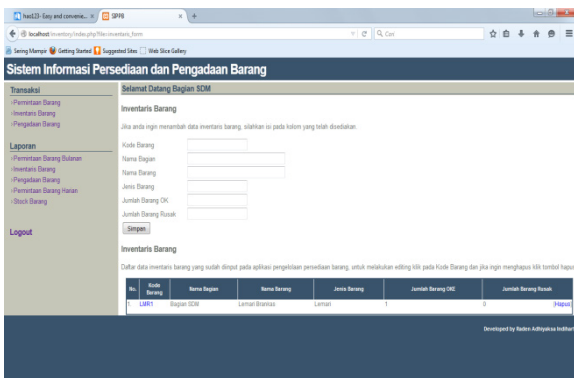 hes123- Easy and convenie...
SIPPB
localhost/inventory/index.php?file=inventaris_form
Cari
Sering Mampir
Getting Started
Suggested Sites
Web Slice Gallery
Sistem Informasi Persediaan dan Pengadaan Barang
Transaksi
Permintaan Barang
Inventaris Barang
Pengadaan Barang
Laporan
Permintaan Barang Bulanan
Inventaris Barang
Pengadaan Barang
Permintaan Barang Harian
Stock Barang
Logout
Selamat Datang Bagian SDM
Inventaris Barang
Jika anda ingin menambah data inventaris barang, silahkan isi pada kolom yang telah disediakan.
Kode Barang
Nama Bagian
Nama Barang
Jenis Barang
Jumlah Barang OK
Jumlah Barang Rusak
Simpan
Inventaris Barang
Daftar data inventaris barang yang sudah diinput pada aplikasi pengelolaan persediaan barang, untuk melakukan editing klik pada Kode Barang dan jika ingin menghapus klik tombol hapus
No. Kode Barang Nama Bagian Nama Barang Jenis Barang Jumlah Barang OKE Jumlah Barang Rusak
1 LMR1 Bagian SDM Lemari Brankas Lemari 1 0 [Hapus]
Developed by Raden Adhiyaksa Indihar